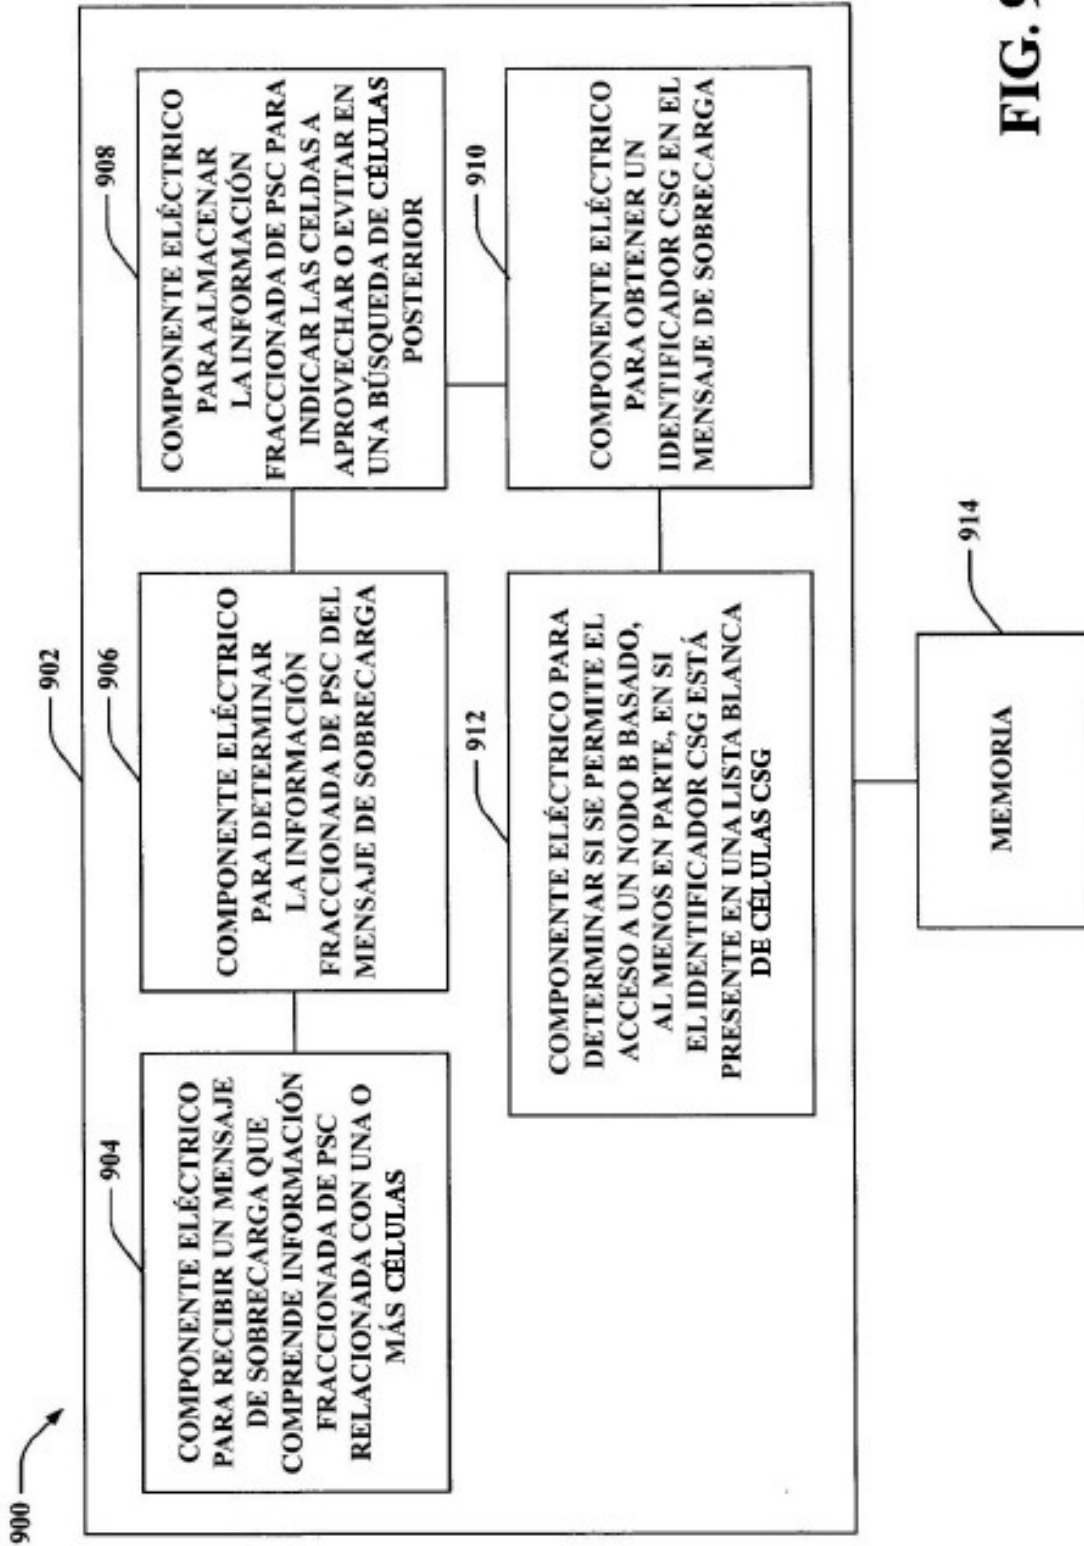 900
902
904
COMPONENTE ELÉCTRICO
PARA RECIBIR UN MENSAJE
DE SOBRECARGA QUE
COMPRENDE INFORMACIÓN
FRACCIONADA DE PSC
RELACIONADA CON UNA O
MÁS CÉLULAS
906
COMPONENTE ELÉCTRICO
PARA DETERMINAR
LA INFORMACIÓN
FRACCIONADA DE PSC DEL
MENSAJE DE SOBRECARGA
908
COMPONENTE ELÉCTRICO
PARA ALMACENAR
LA INFORMACIÓN
FRACCIONADA DE PSC PARA
INDICAR LAS CELDAS A
APROVECHAR O EVITAR EN
UNA BÚSQUEDA DE CÉLULAS
POSTERIOR
912
COMPONENTE ELÉCTRICO PARA
DETERMINAR SI SE PERMITE EL
ACCESO A UN NODO B BASADO,
AL MENOS EN PARTE, EN SI
EL IDENTIFICADOR CSG ESTÁ
PRESENTE EN UNA LISTA BLANCA
DE CÉLULAS CSG
910
COMPONENTE ELÉCTRICO
PARA OBTENER UN
IDENTIFICADOR CSG EN EL
MENSAJE DE SOBRECARGA
914
MEMORIA
FIG. 9